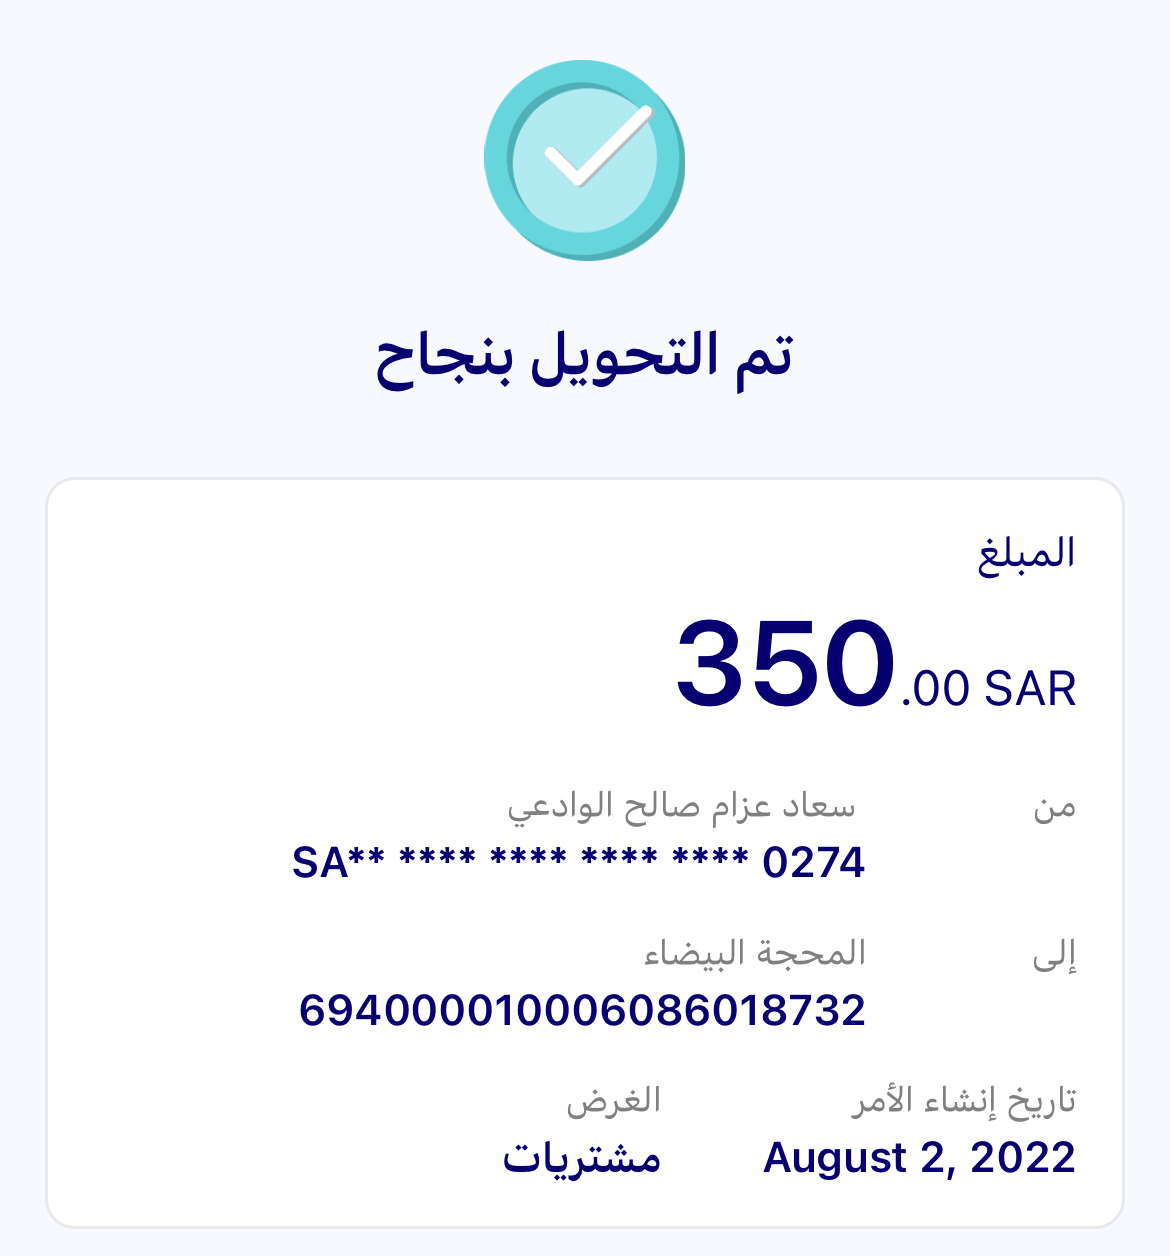 تم التحويل بنجاح
المبلغ
350.00 SAR
من سعاد عزام صالح الوادعي
SA** **** **** **** **** 0274
إلى المحجة البيضاء
694000010006086018732
تاريخ إنشاء الأمر الغرض
August 2, 2022 مشتريات